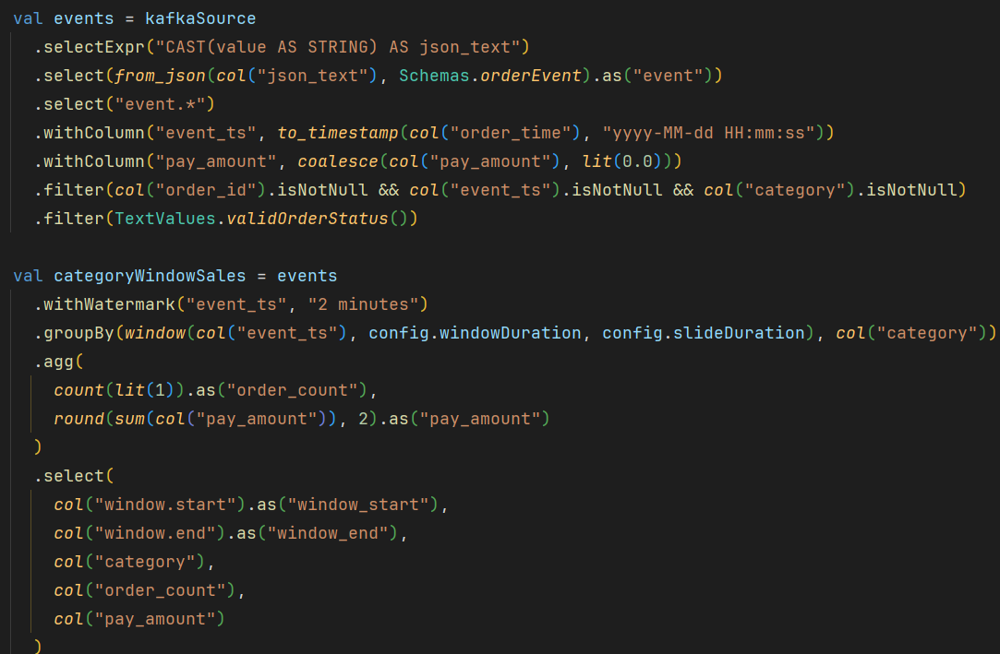 val events = kafkaSource
  .selectExpr("CAST(value AS STRING) AS json_text")
  .select(from_json(col("json_text"), Schemas.orderEvent).as("event"))
  .select("event.*")
  .withColumn("event_ts", to_timestamp(col("order_time"), "yyyy-MM-dd HH:mm:ss"))
  .withColumn("pay_amount", coalesce(col("pay_amount"), lit(0.0)))
  .filter(col("order_id").isNotNull && col("event_ts").isNotNull && col("category").isNotNull)
  .filter(TextValues.validOrderStatus())

val categoryWindowSales = events
  .withWatermark("event_ts", "2 minutes")
  .groupBy(window(col("event_ts"), config.windowDuration, config.slideDuration), col("category"))
  .agg(
    count(lit(1)).as("order_count"),
    round(sum(col("pay_amount")), 2).as("pay_amount")
  )
  .select(
    col("window.start").as("window_start"),
    col("window.end").as("window_end"),
    col("category"),
    col("order_count"),
    col("pay_amount")
  )